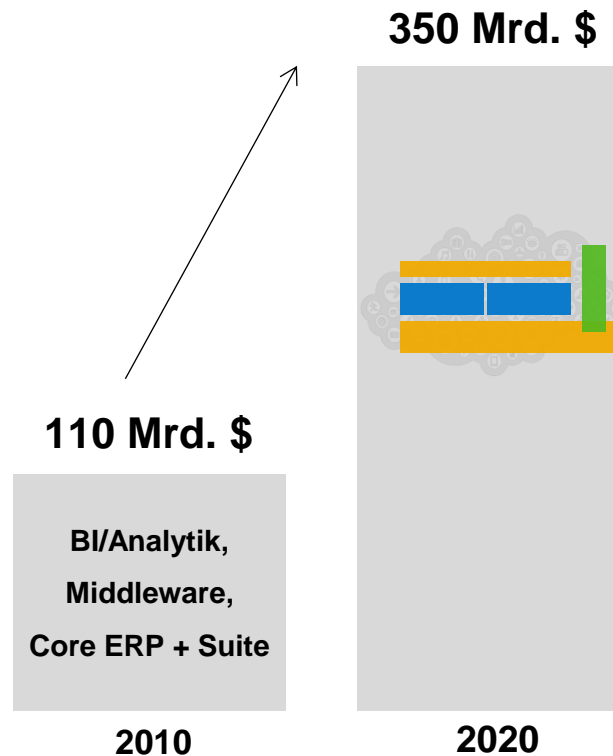 350 Mrd. $
110 Mrd. $
BI/Analytik,
Middleware,
Core ERP + Suite
2010
2020